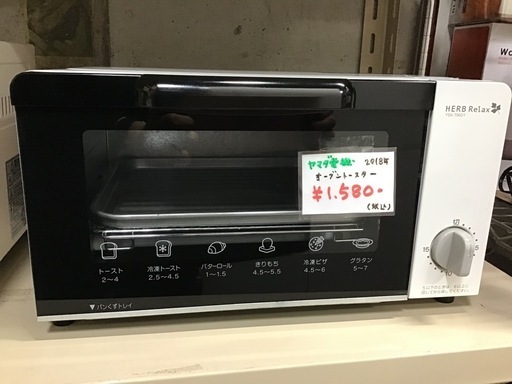 HERB Relax
ヤマダ電機 2018年
オーブントースター
¥1.580-
(税込)
切
15
10
トースト 冷凍トースト バターロール きりもち 冷凍ピザ グラタン
2~4 2.5~4.5 1~1.5 4.5~5.5 4.5~6 5~7
▼パンくずトレイ
Wo